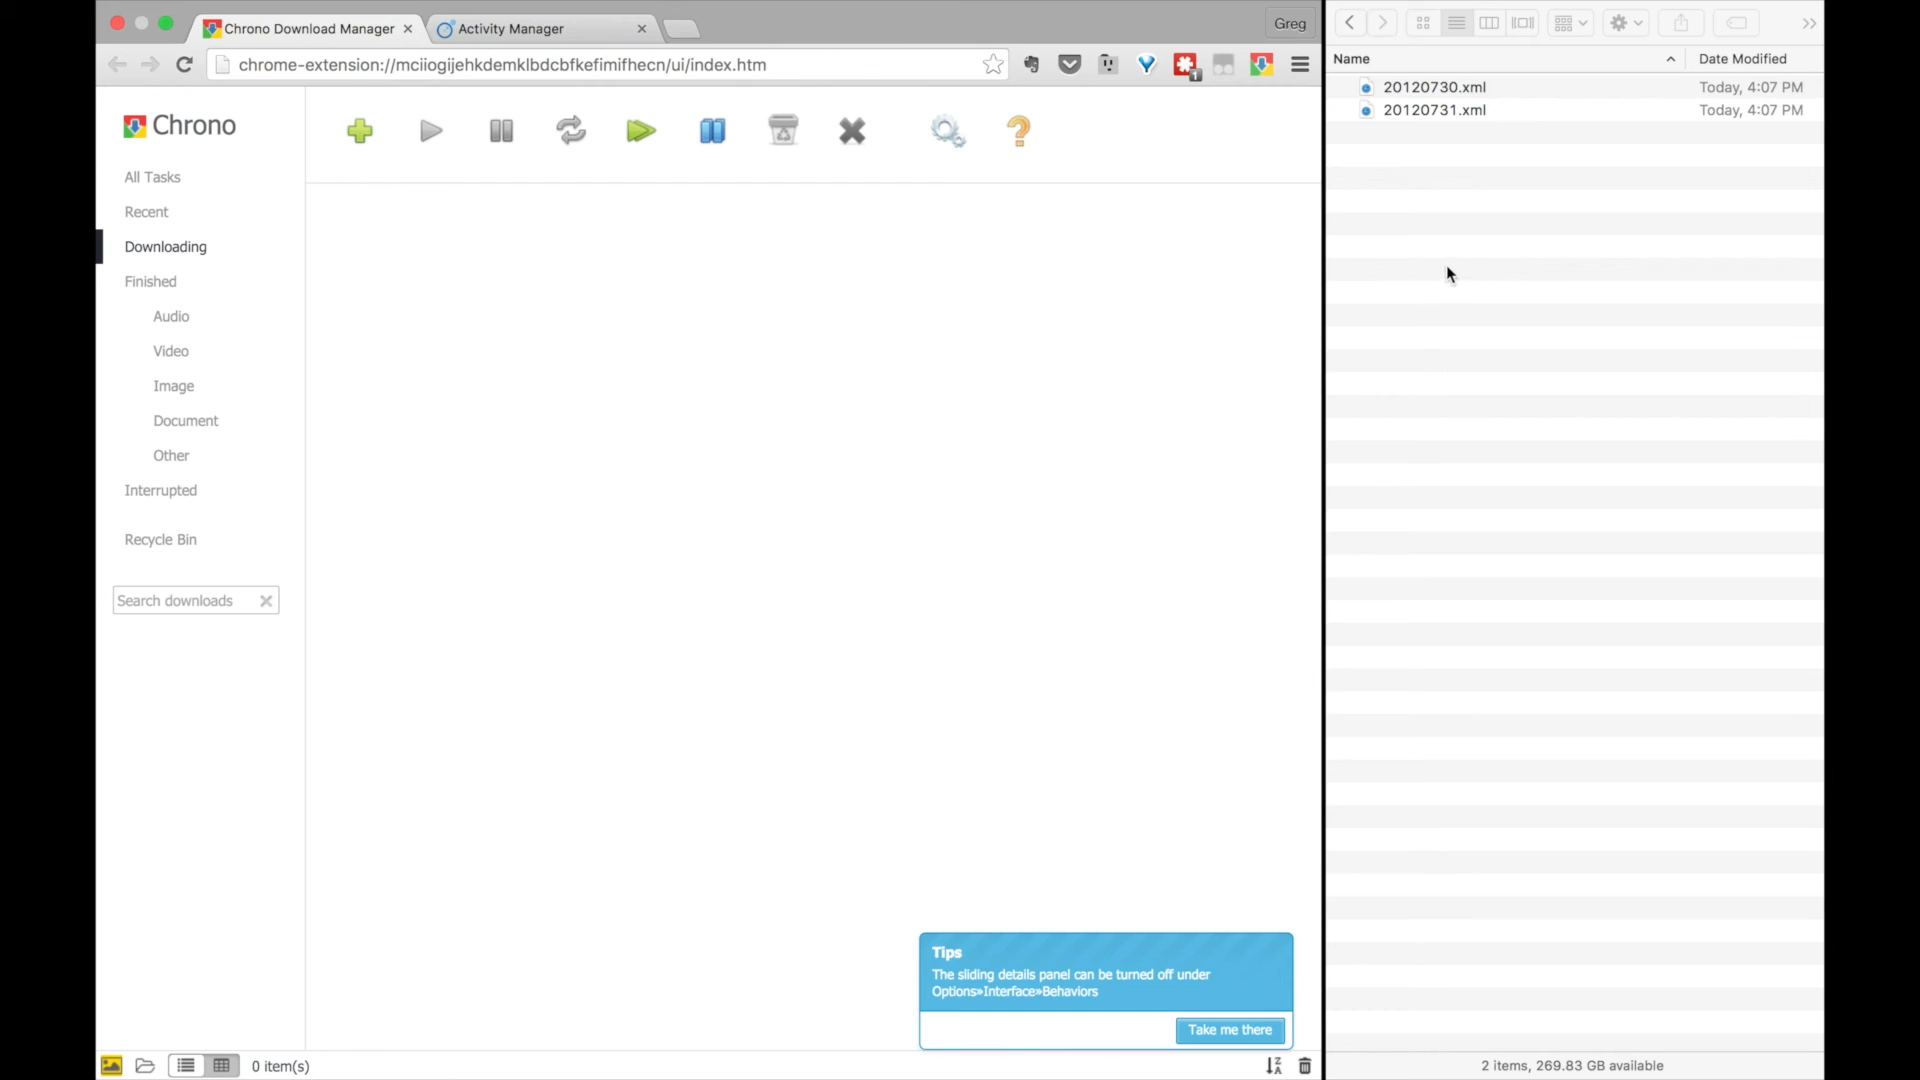 Chrono Download Manager
Activity Manager
Greg
chrome-extension://mciiogijehkdemklbdcbfkefimifhecn/ui/index.htm
1
Chrono
All Tasks
Recent
Downloading
Finished
Audio
Video
Image
Document
Other
Interrupted
Recycle Bin
Search downloads
Tips
The sliding details panel can be turned off under
Options»Interface»Behaviors
Take me there
0 item(s)
Name
Date Modified
20120730.xml
Today, 4:07 PM
20120731.xml
Today, 4:07 PM
2 items, 269.83 GB available